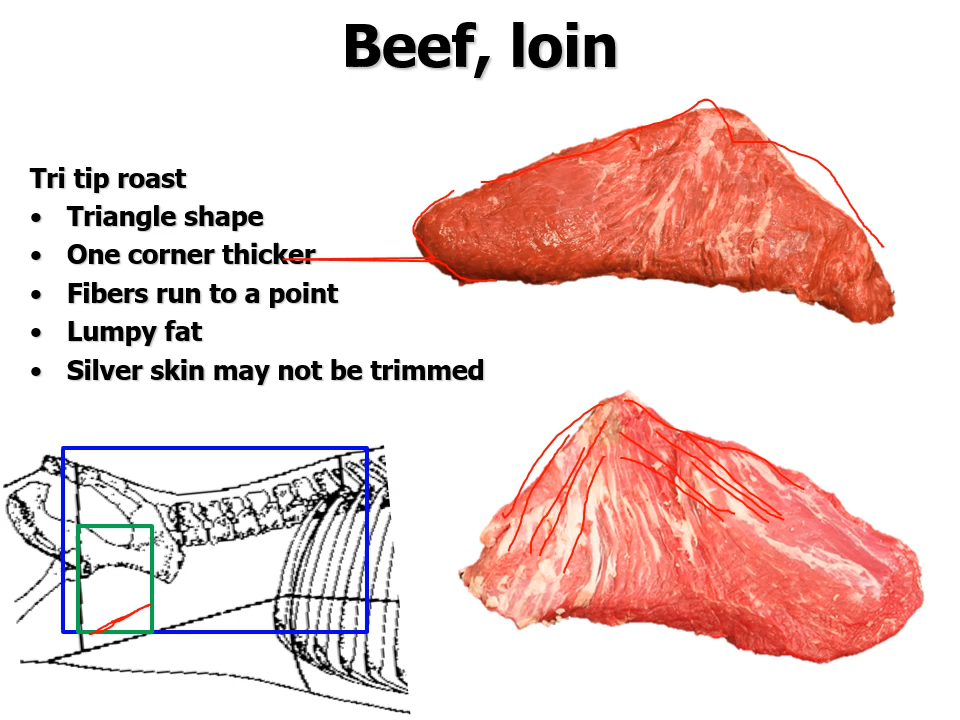 Beef, loin
Tri tip roast
• Triangle shape
• One corner thicker
• Fibers run to a point
• Lumpy fat
• Silver skin may not be trimmed